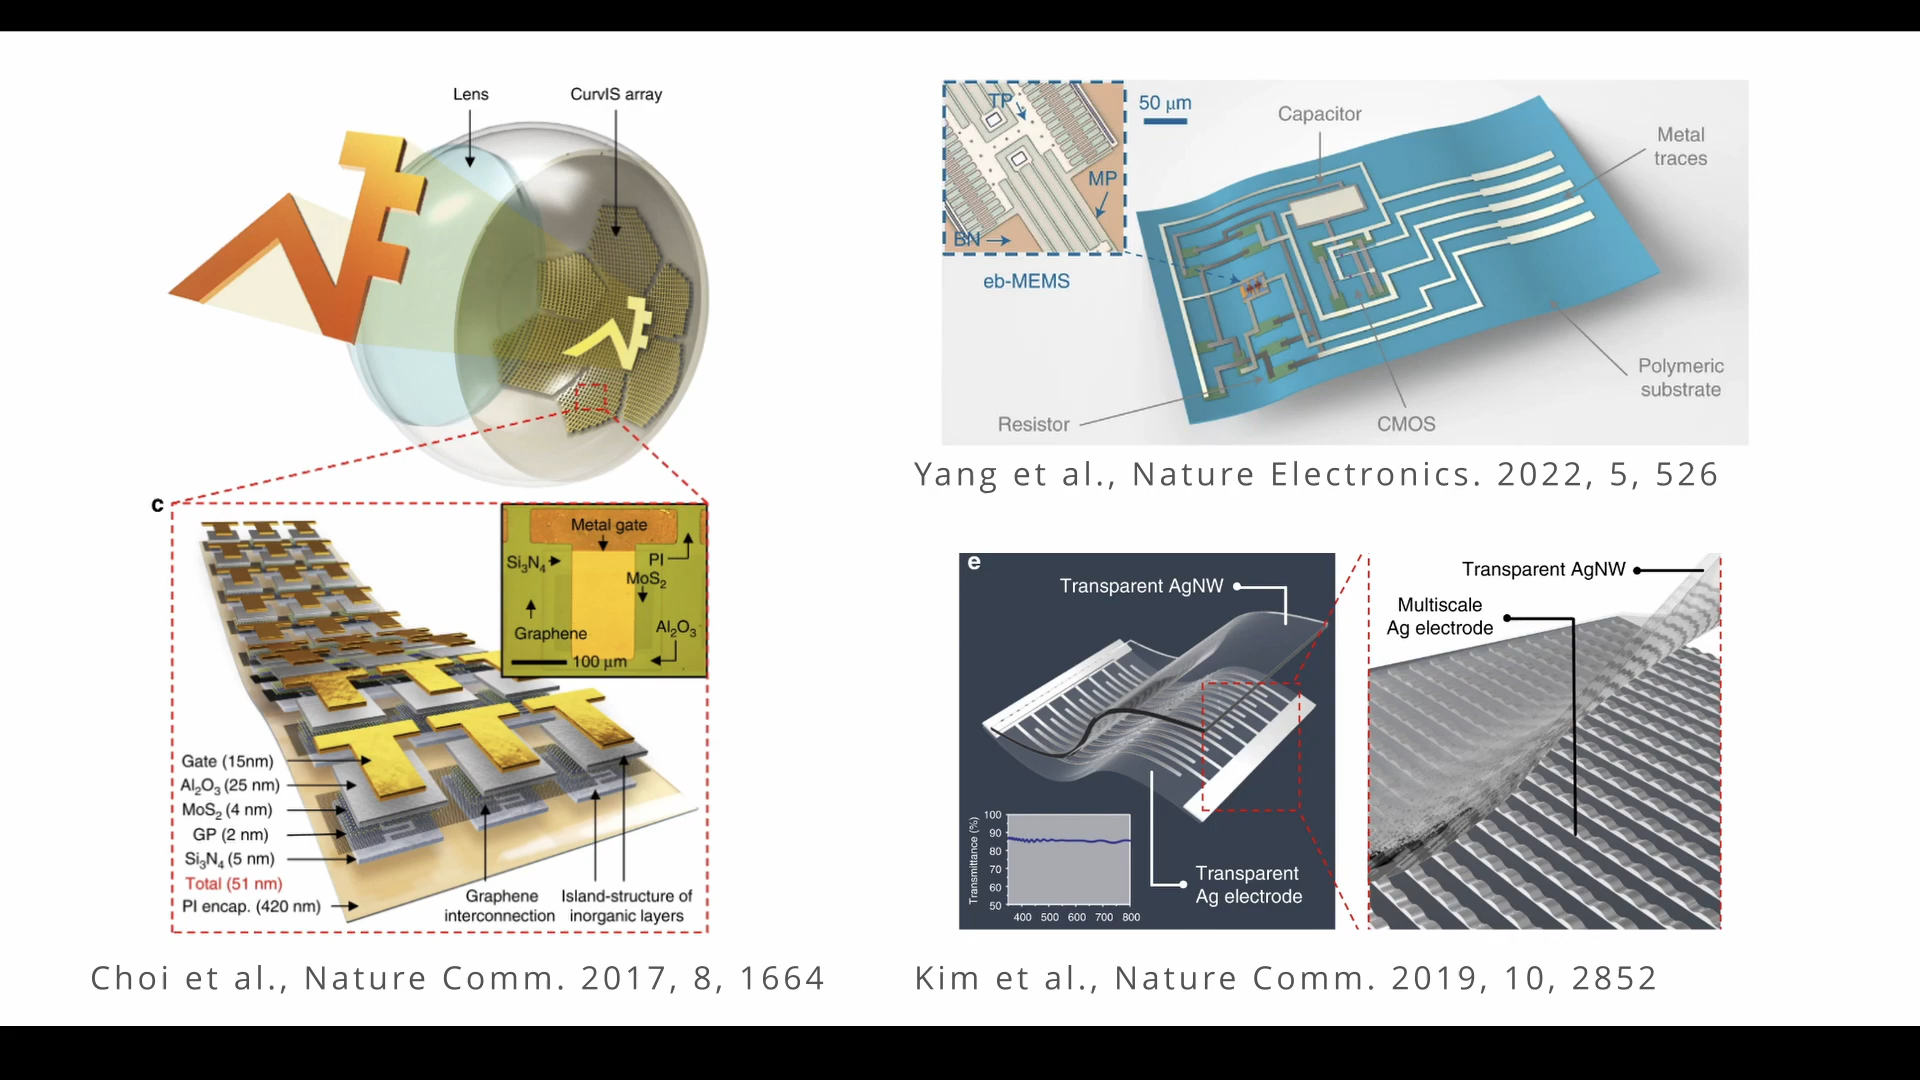 Lens
CurvIS array
c
Metal gate
Si₃N₄
PI
MoS₂
Graphene
Al₂O₃
100 μm
Gate (15nm)
Al₂O₃ (25 nm)
MoS₂ (4 nm)
GP (2 nm)
Si₃N₄ (5 nm)
Total (51 nm)
PI encap. (420 nm)
Graphene
interconnection
Island-structure of
inorganic layers
Choi et al., Nature Comm. 2017, 8, 1664
TP
MP
BN
50 μm
eb-MEMS
Capacitor
Metal
traces
Polymeric
substrate
Resistor
CMOS
Yang et al., Nature Electronics. 2022, 5, 526
e
Transparent AgNW
Transmittance (%)
100
90
80
70
60
50
400 500 600 700 800
Transparent
Ag electrode
Transparent AgNW
Multiscale
Ag electrode
Kim et al., Nature Comm. 2019, 10, 2852